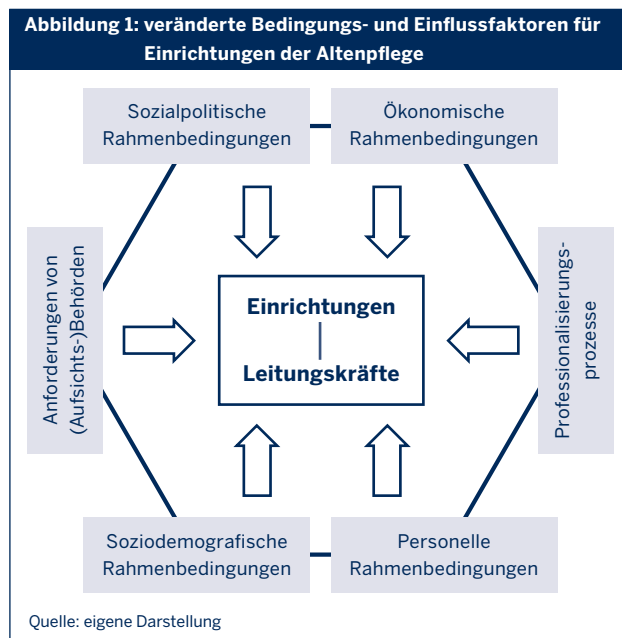 Abbildung 1: veränderte Bedingungs- und Einflussfaktoren für
Einrichtungen der Altenpflege
Sozialpolitische
Rahmenbedingungen
Ökonomische
Rahmenbedingungen
Anforderungen von
(Aufsichts-)Behörden
Einrichtungen
Leitungskräfte
Professionalisierungs-
prozesse
Soziodemografische
Rahmenbedingungen
Personelle
Rahmenbedingungen
Quelle: eigene Darstellung